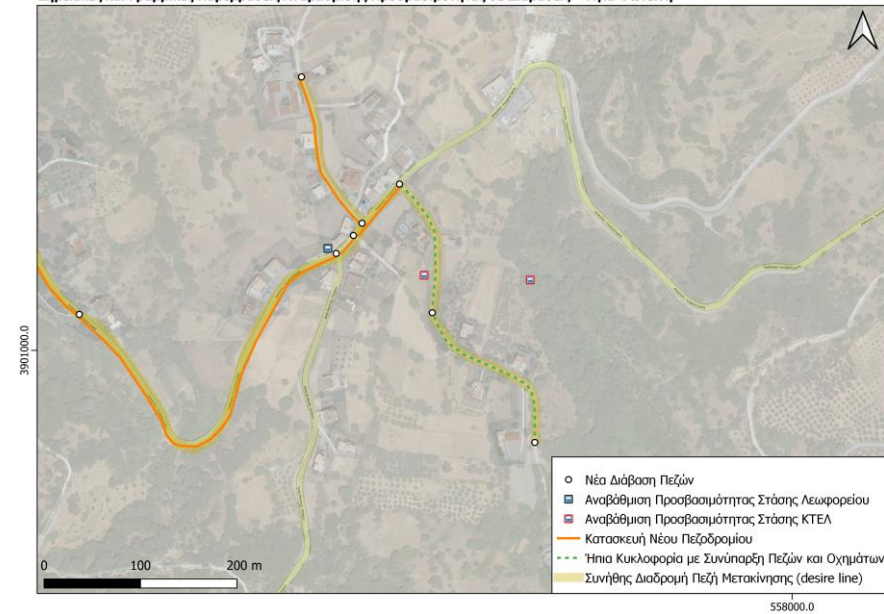 3901000.0
Νέα Διάβαση Πεζών
Αναβάθμιση Προσβασιμότητας Στάσης Λεωφορείου
Αναβάθμιση Προσβασιμότητας Στάσης ΚΤΕΛ
Κατασκευή Νέου Πεζοδρομίου
Ήπια Κυκλοφορία με Συνύπαρξη Πεζών και Οχημάτων
Συνήθης Διαδρομή Πεζή Μετακίνησης (desire line)
0 100 200 m
558000.0